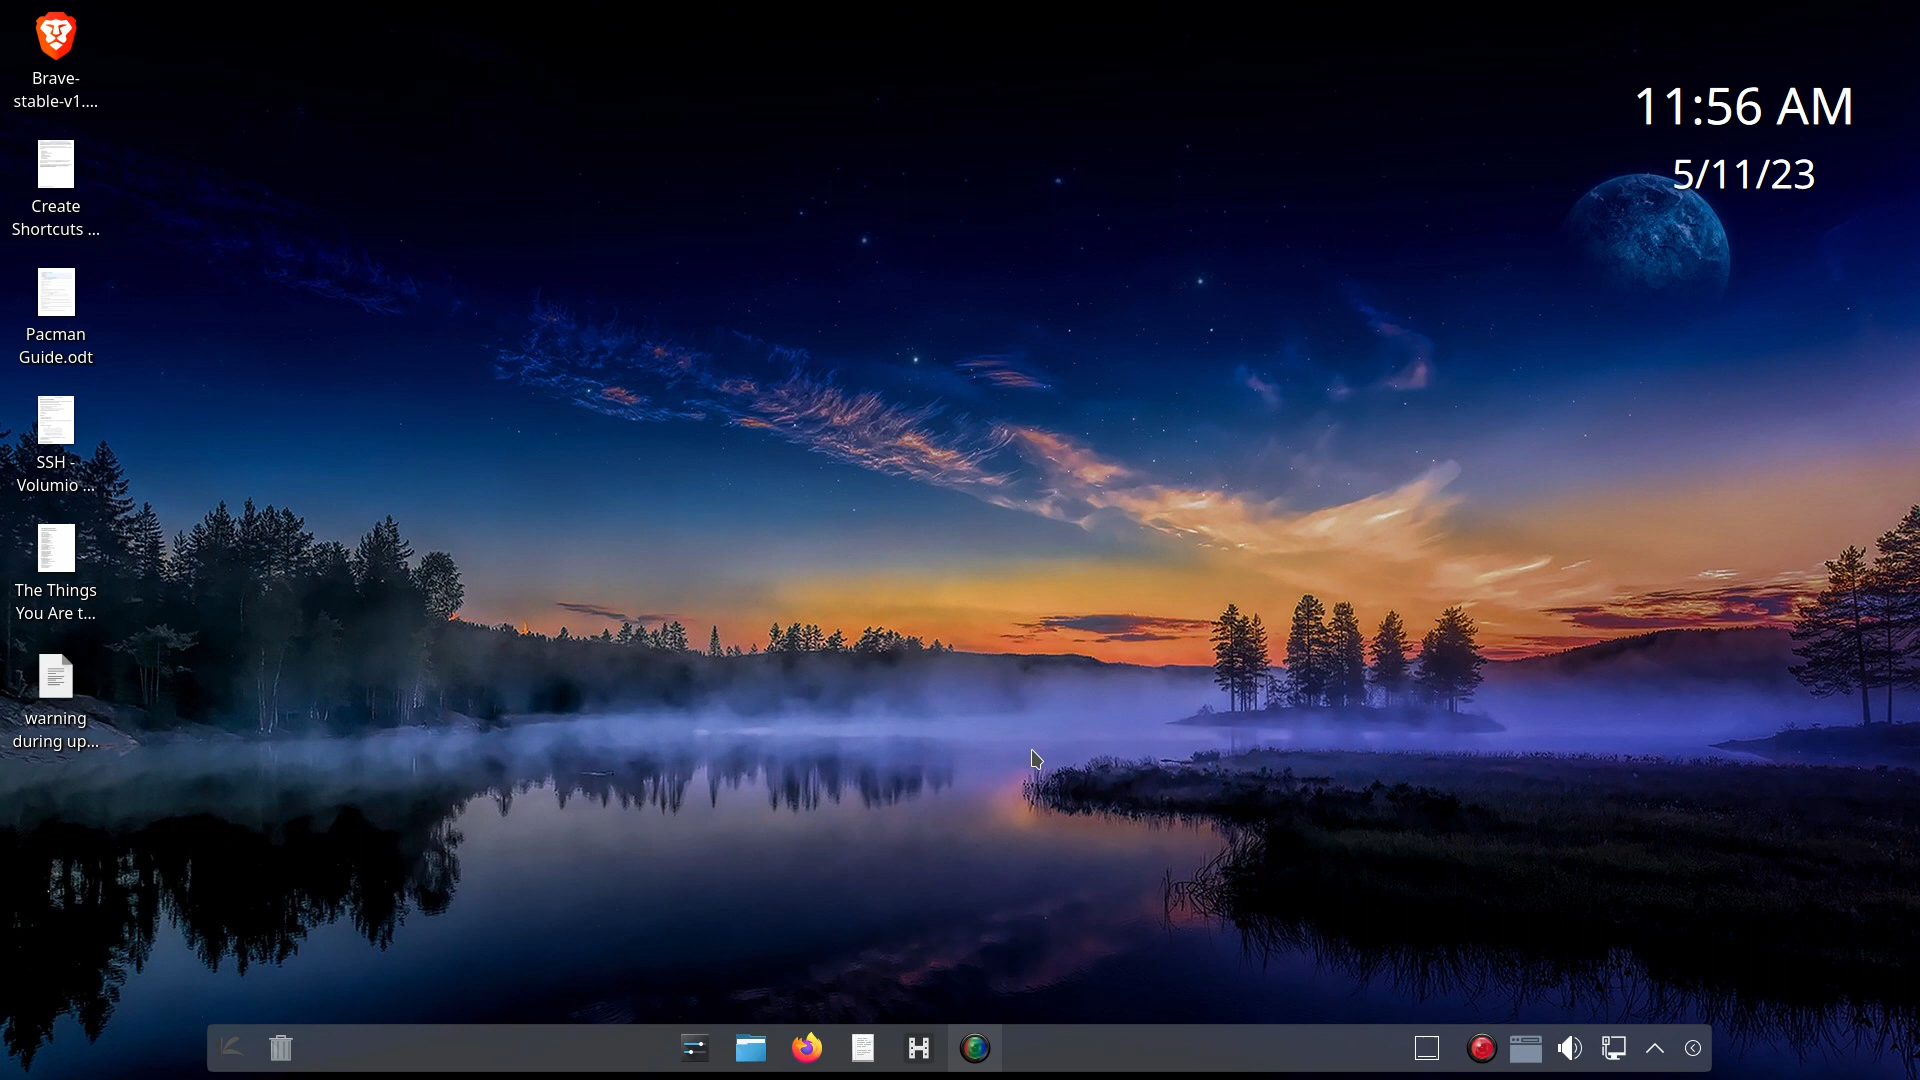 Brave-
stable-v1....
Create
Shortcuts ...
Pacman
Guide.odt
SSH -
Volumio ...
The Things
You Are t...
warning
during up...
11:56 AM
5/11/23